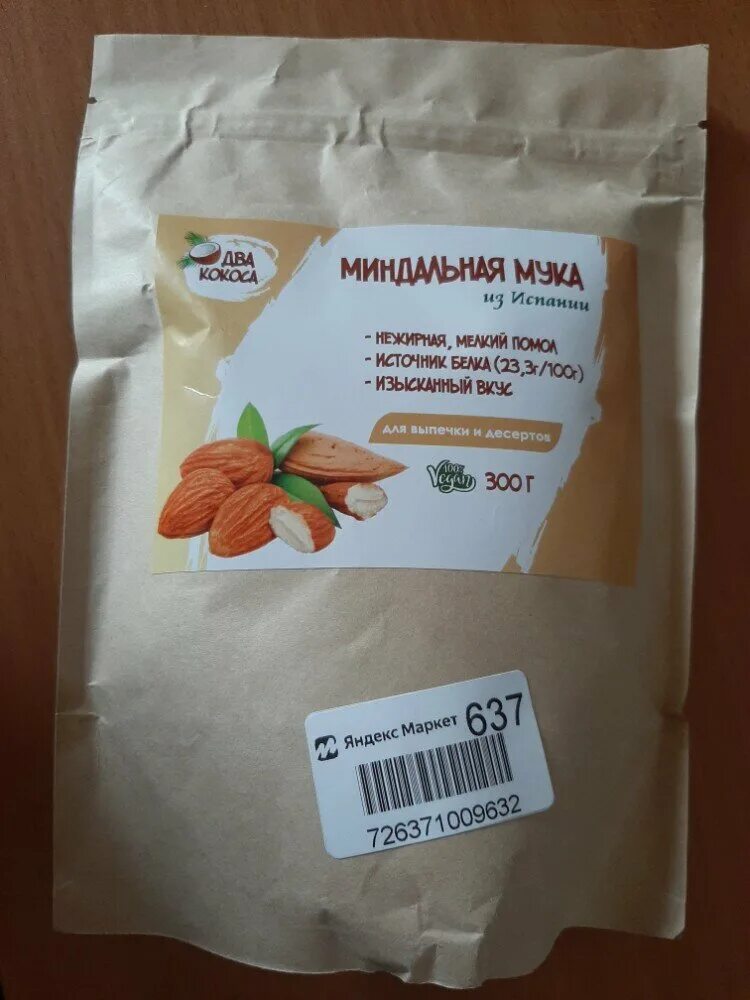 ДВА
КОКОСА
МИНДАЛЬНАЯ МУКА
из Испании
- НЕЖИРНАЯ, МЕЛКИЙ ПОМОЛ
- ИСТОЧНИК БЕЛКА (23,3г/100г)
- ИЗЫСКАННЫЙ ВКУС
для выпечки и десертов
100%
Vegan
300 Г
Яндекс Маркет 637
726371009632